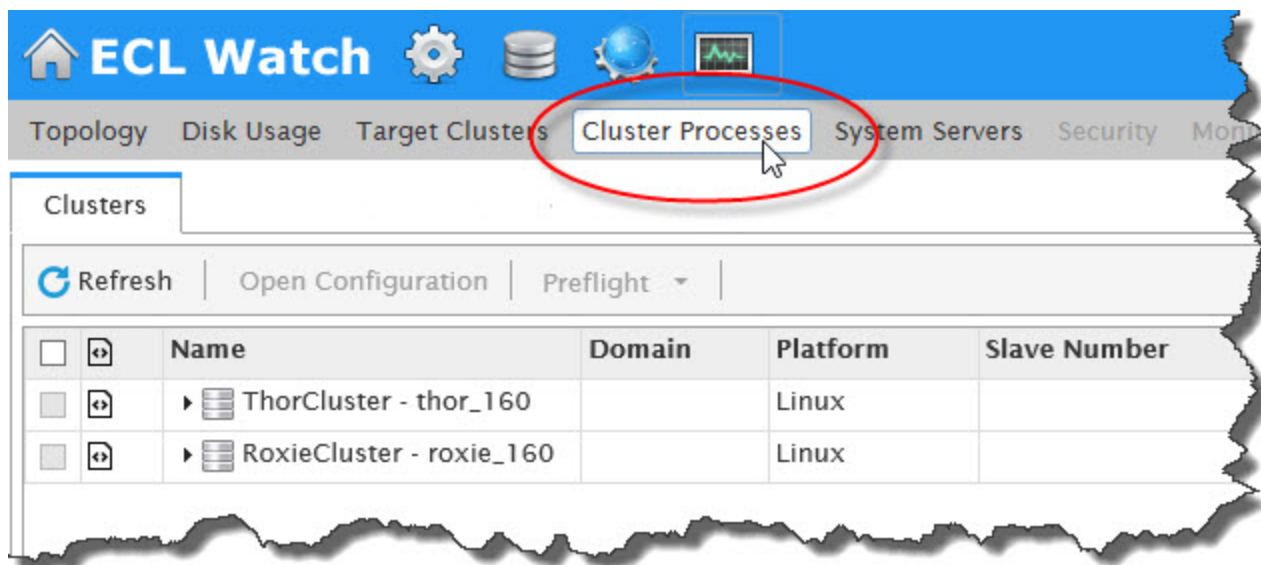 ECL Watch
Topology Disk Usage Target Clusters Cluster Processes System Servers Security
Clusters
Refresh Open Configuration Preflight
Name Domain Platform Slave Number
ThorCluster - thor_160 Linux
RoxieCluster - roxie_160 Linux